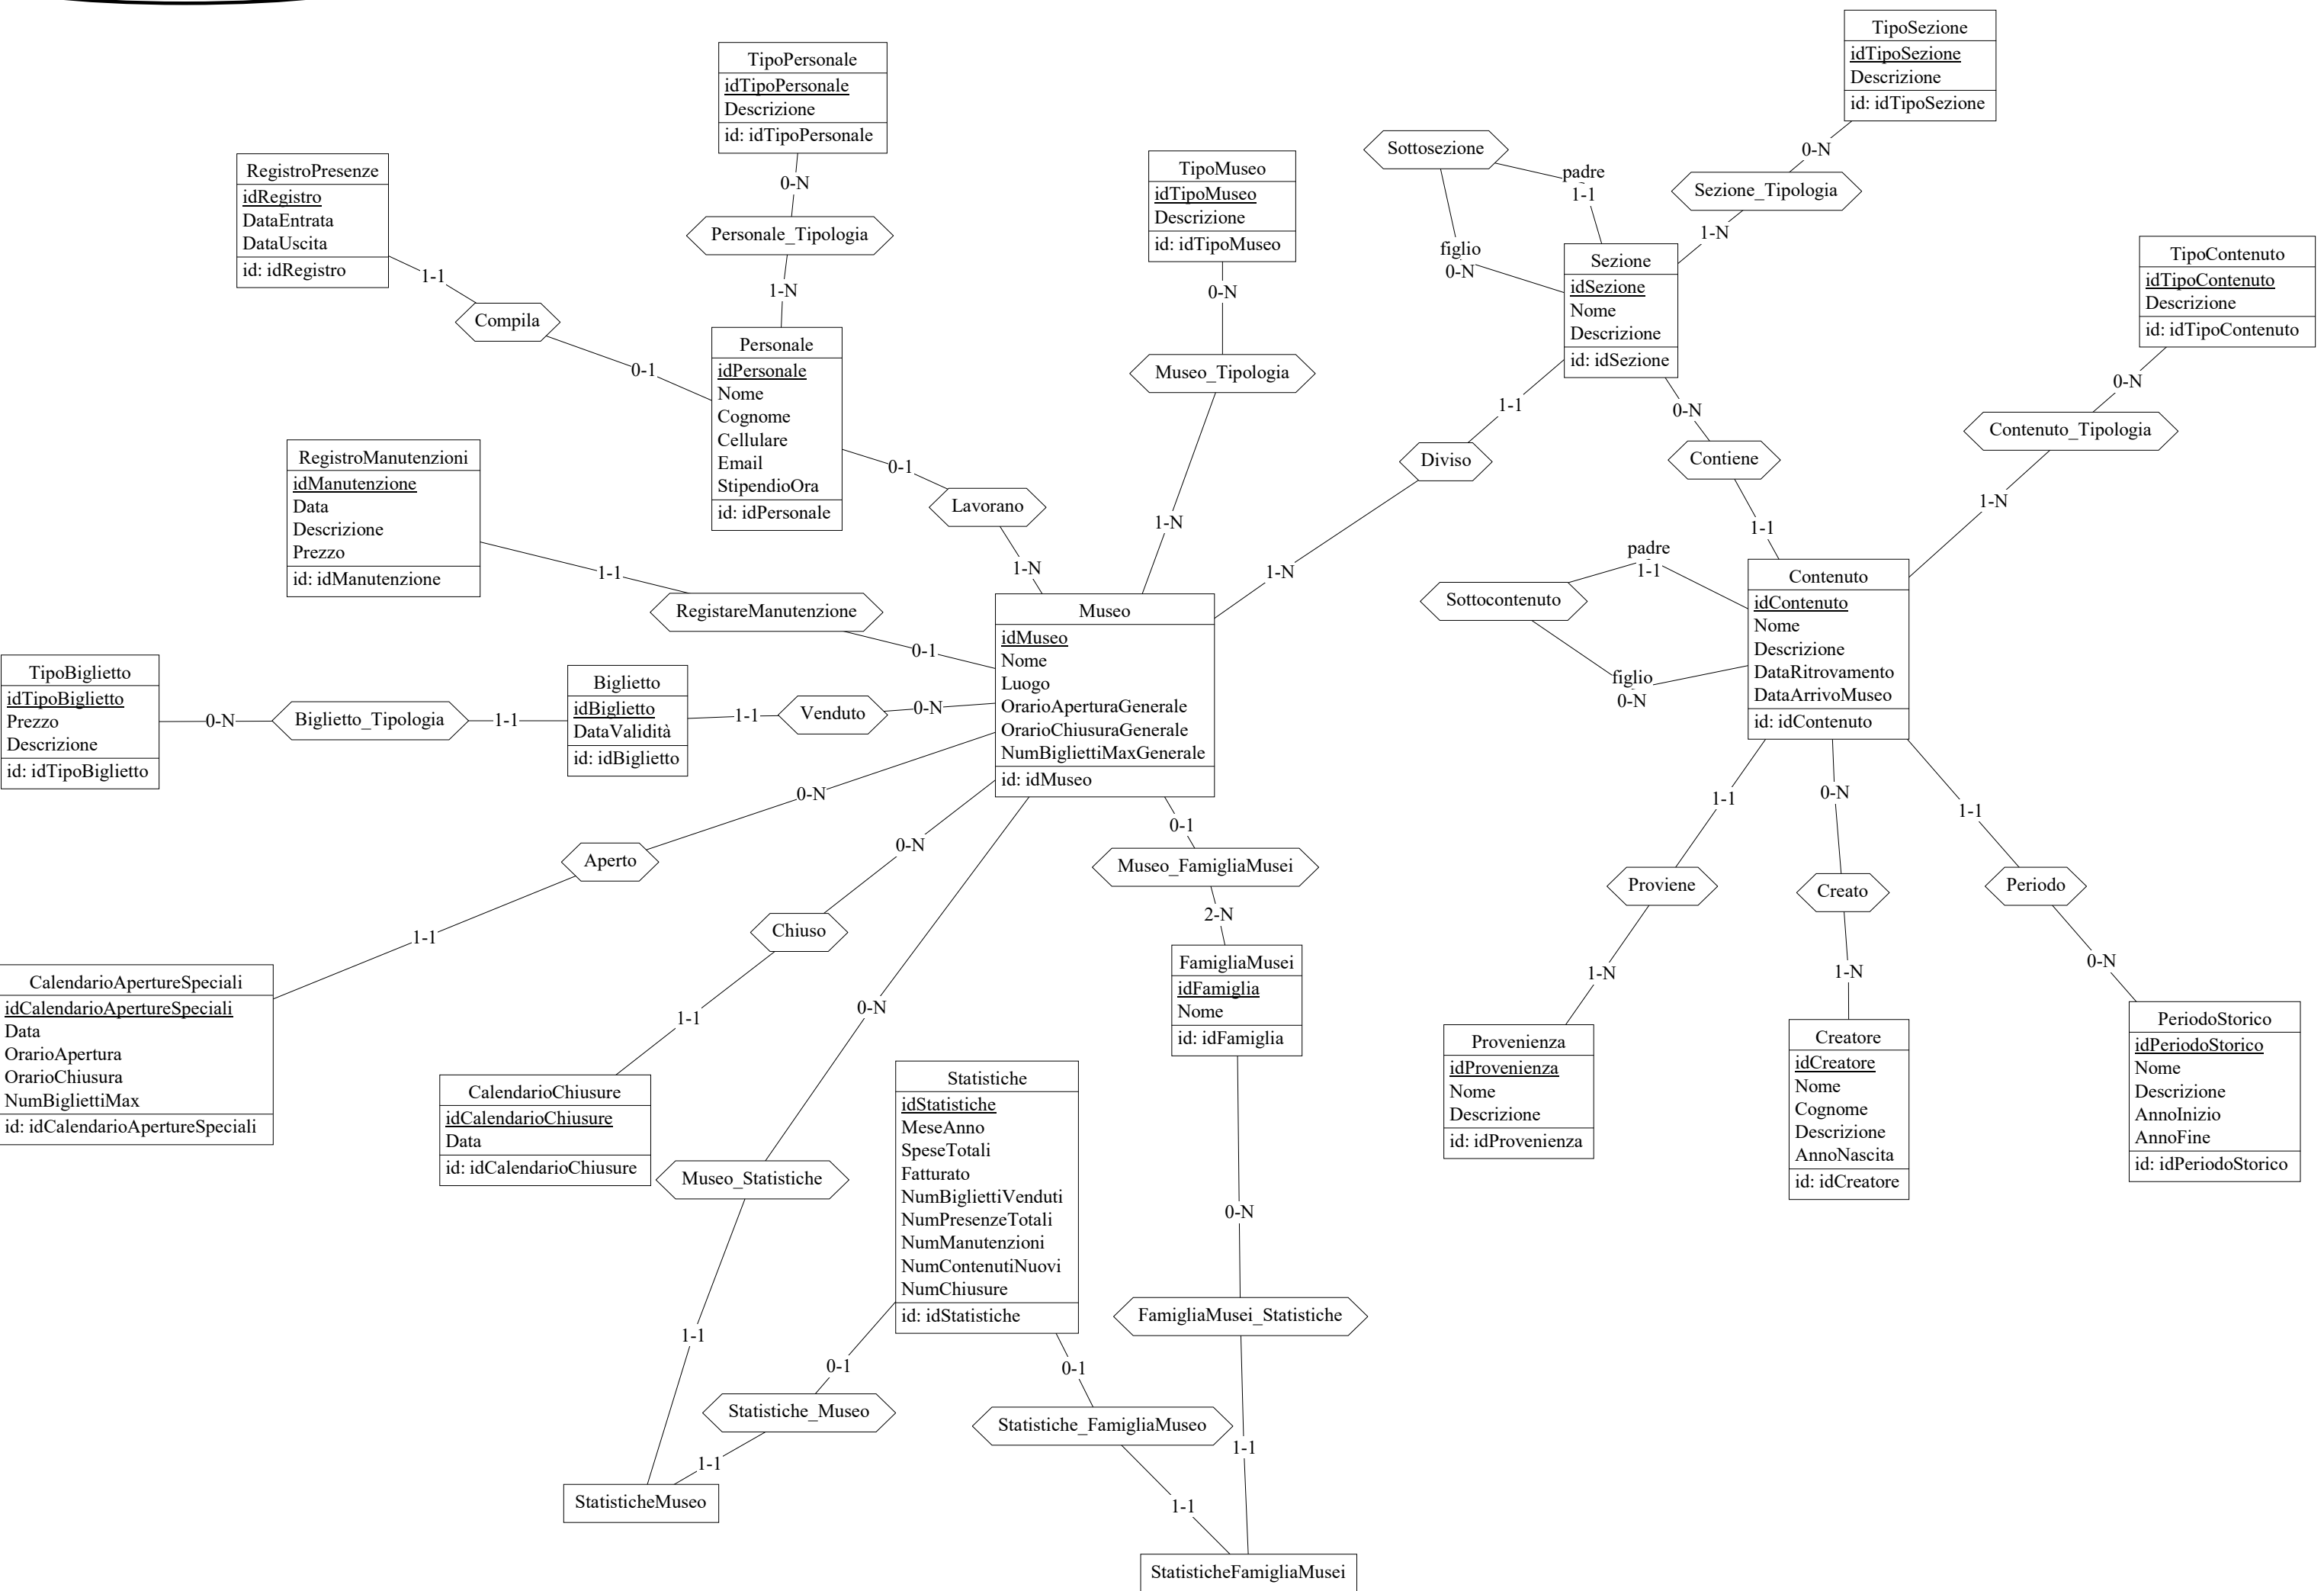 TipoSezione
idTipoSezione
Descrizione
id: idTipoSezione
0-N
Sezione_Tipologia
1-N
TipoPersonale
idTipoPersonale
Descrizione
id: idTipoPersonale
0-N
Personale_Tipologia
1-N
Sottosezione
padre
1-1
figlio
0-N
RegistroPresenze
idRegistro
DataEntrata
DataUscita
id: idRegistro
1-1
Compila
0-1
TipoMuseo
idTipoMuseo
Descrizione
id: idTipoMuseo
0-N
Museo_Tipologia
1-N
Sezione
idSezione
Nome
Descrizione
id: idSezione
1-1
Diviso
1-N
0-N
Contiene
1-1
TipoContenuto
idTipoContenuto
Descrizione
id: idTipoContenuto
0-N
Contenuto_Tipologia
1-N
Personale
idPersonale
Nome
Cognome
Cellulare
Email
StipendioOra
id: idPersonale
0-1
Lavorano
1-N
RegistroManutenzioni
idManutenzione
Data
Descrizione
Prezzo
id: idManutenzione
1-1
RegistareManutenzione
0-1
Sottocontenuto
padre
1-1
figlio
0-N
Contenuto
idContenuto
Nome
Descrizione
DataRitrovamento
DataArrivoMuseo
id: idContenuto
Museo
idMuseo
Nome
Luogo
OrarioAperturaGenerale
OrarioChiusuraGenerale
NumBigliettiMaxGenerale
id: idMuseo
TipoBiglietto
idTipoBiglietto
Prezzo
Descrizione
id: idTipoBiglietto
0-N
Biglietto_Tipologia
1-1
Biglietto
idBiglietto
DataValidità
id: idBiglietto
1-1
Venduto
0-N
0-N
Aperto
1-1
0-N
Chiuso
1-1
0-N
Museo_Statistiche
1-1
0-1
Museo_FamigliaMusei
2-N
1-1
Proviene
1-N
0-N
Creato
1-N
1-1
Periodo
0-N
CalendarioApertureSpeciali
idCalendarioApertureSpeciali
Data
OrarioApertura
OrarioChiusura
NumBigliettiMax
id: idCalendarioApertureSpeciali
CalendarioChiusure
idCalendarioChiusure
Data
id: idCalendarioChiusure
FamigliaMusei
idFamiglia
Nome
id: idFamiglia
0-N
FamigliaMusei_Statistiche
1-1
Statistiche
idStatistiche
MeseAnno
SpeseTotali
Fatturato
NumBigliettiVenduti
NumPresenzeTotali
NumManutenzioni
NumContenutiNuovi
NumChiusure
id: idStatistiche
Provenienza
idProvenienza
Nome
Descrizione
id: idProvenienza
Creatore
idCreatore
Nome
Cognome
Descrizione
AnnoNascita
id: idCreatore
PeriodoStorico
idPeriodoStorico
Nome
Descrizione
AnnoInizio
AnnoFine
id: idPeriodoStorico
0-1
Statistiche_Museo
1-1
0-1
Statistiche_FamigliaMuseo
1-1
StatisticheMuseo
StatisticheFamigliaMusei